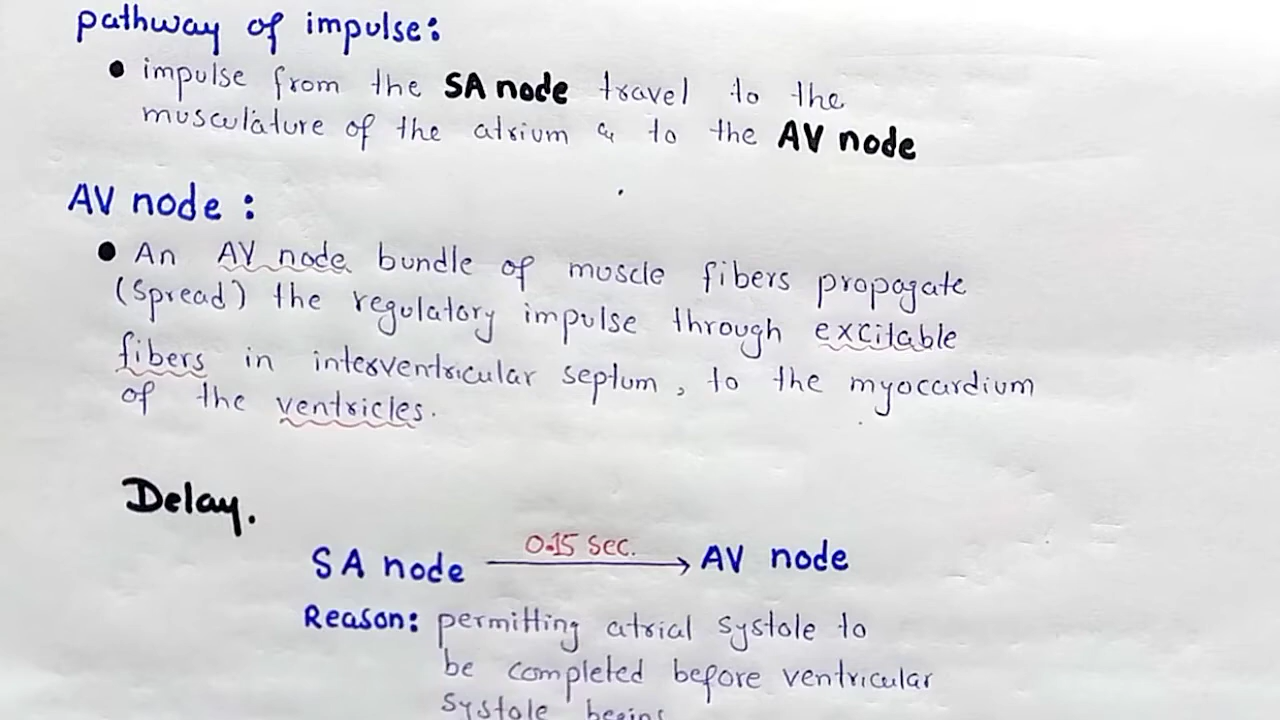 pathway of impulse:
• impulse from the SA node travel to the
musculature of the atrium & to the AV node
AV node :
• An AV node bundle of muscle fibers propagate
(Spread) the regulatory impulse through excitable
fibers in interventricular septum, to the myocardium
of the ventricles.
Delay.
0.15 sec.
SA node → AV node
Reason: permitting atrial systole to
be completed before ventricular
systole begins